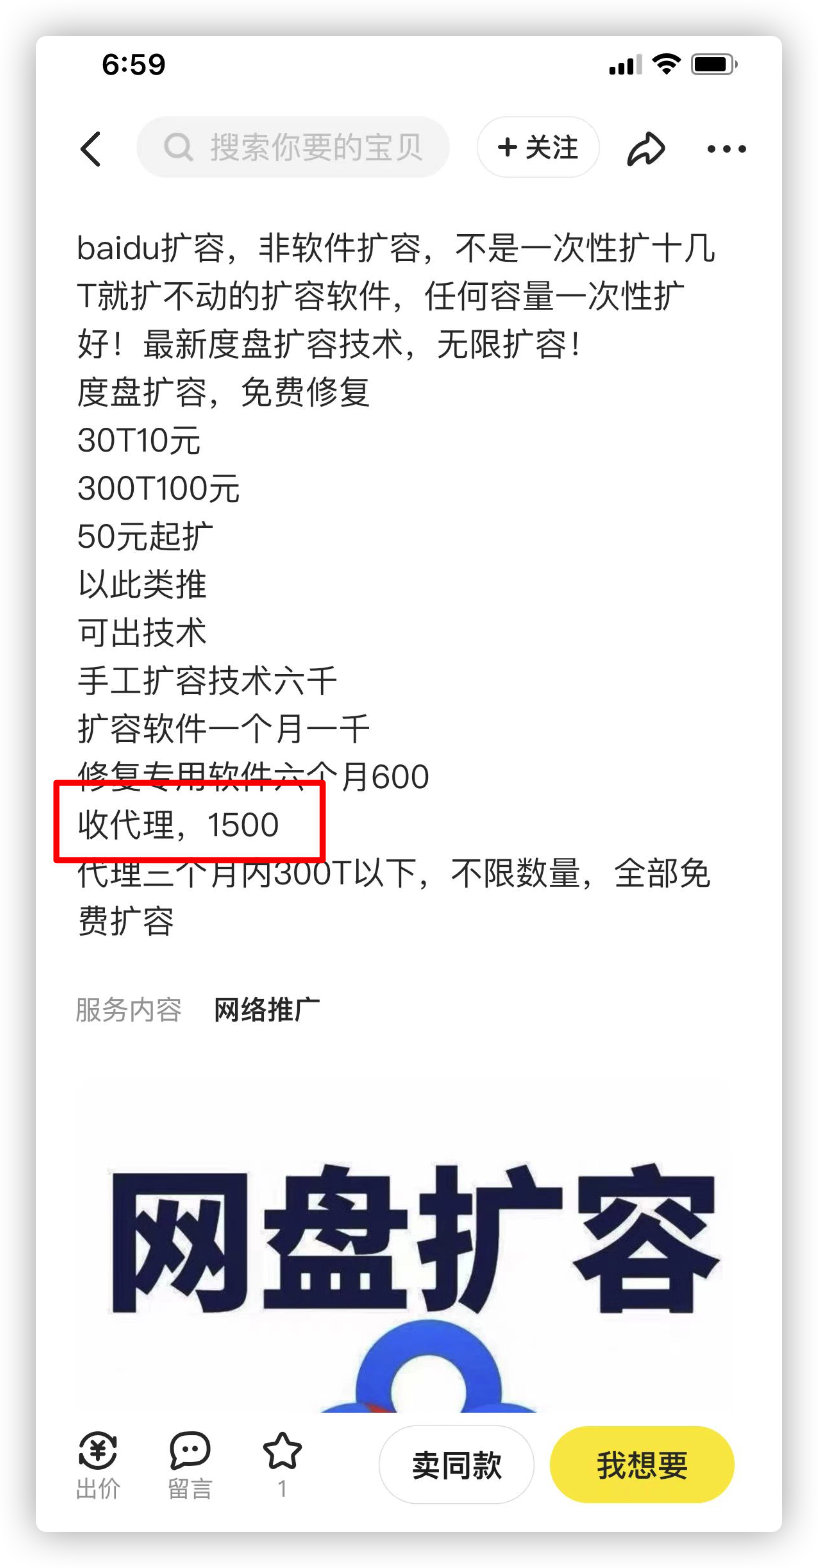 6:59
搜索你要的宝贝
+关注
baidu扩容，非软件扩容，不是一次性扩十几
T就扩不动的扩容软件，任何容量一次性扩
好！最新度盘扩容技术，无限扩容！
度盘扩容，免费修复
30T10元
300T100元
50元起扩
以此类推
可出技术
手工扩容技术六千
扩容软件一个月一千
修复专用软件六个月600
收代理，1500
代理三个月内300T以下，不限数量，全部免
费扩容
服务内容 网络推广
网盘扩容
出价 留言 1 卖同款 我想要